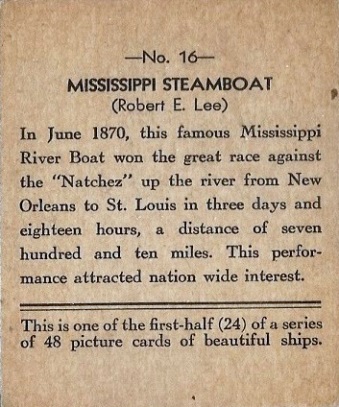 —No. 16—
MISSISSIPPI STEAMBOAT
(Robert E. Lee)
In June 1870, this famous Mississippi
River Boat won the great race against
the "Natchez" up the river from New
Orleans to St. Louis in three days and
eighteen hours, a distance of seven
hundred and ten miles. This perfor-
mance attracted nation wide interest.
This is one of the first-half (24) of a series
of 48 picture cards of beautiful ships.